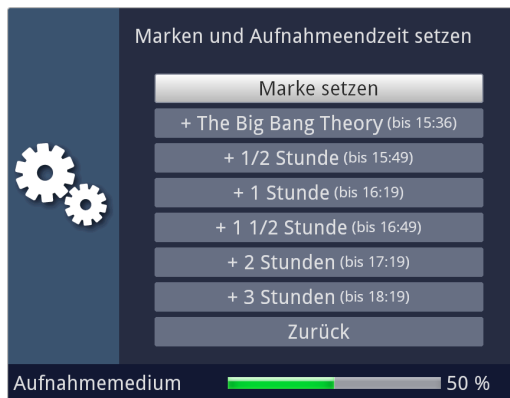 Marken und Aufnahmeendzeit setzen
Marke setzen
+ The Big Bang Theory (bis 15:36)
+ 1/2 Stunde (bis 15:49)
+ 1 Stunde (bis 16:19)
+ 1 1/2 Stunde (bis 16:49)
+ 2 Stunden (bis 17:19)
+ 3 Stunden (bis 18:19)
Zurück
Aufnahmemedium 50 %